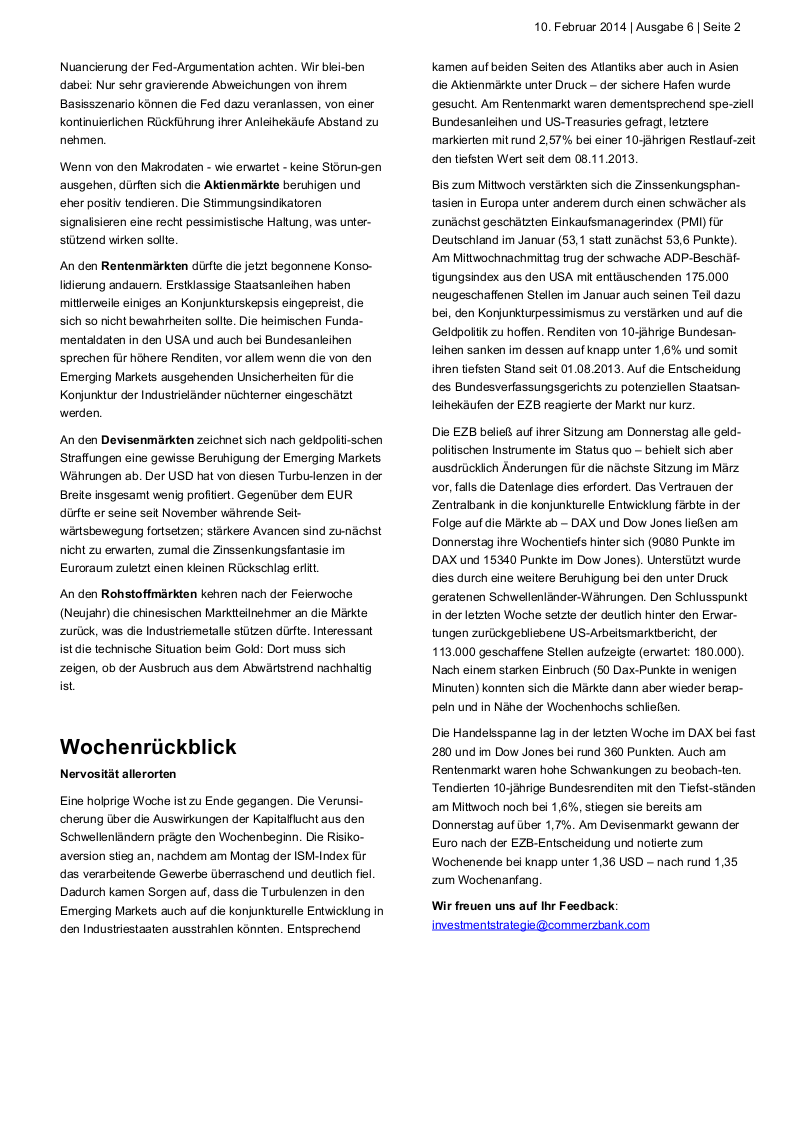 10. Februar 2014 | Ausgabe 6 | Seite 2
Nuancierung der Fed-Argumentation achten. Wir blei-ben
dabei: Nur sehr gravierende Abweichungen von ihrem
Basisszenario können die Fed dazu veranlassen, von einer
kontinuierlichen Rückführung ihrer Anleihekäufe Abstand zu
nehmen.
Wenn von den Makrodaten - wie erwartet - keine Störun-gen
ausgehen, dürften sich die Aktienmärkte beruhigen und
eher positiv tendieren. Die Stimmungsindikatoren
signalisieren eine recht pessimistische Haltung, was unter-
stützend wirken sollte.
An den Rentenmärkten dürfte die jetzt begonnene Konso-
lidierung andauern. Erstklassige Staatsanleihen haben
mittlerweile einiges an Konjunkturskepsis eingepreist, die
sich so nicht bewahrheiten sollte. Die heimischen Funda-
mentaldaten in den USA und auch bei Bundesanleihen
sprechen für höhere Renditen, vor allem wenn die von den
Emerging Markets ausgehenden Unsicherheiten für die
Konjunktur der Industrieländer nüchterner eingeschätzt
werden.
An den Devisenmärkten zeichnet sich nach geldpoliti-schen
Straffungen eine gewisse Beruhigung der Emerging Markets
Währungen ab. Der USD hat von diesen Turbu-lenzen in der
Breite insgesamt wenig profitiert. Gegenüber dem EUR
dürfte er seine seit November währende Seit-
wärtsbewegung fortsetzen; stärkere Avancen sind zu-nächst
nicht zu erwarten, zumal die Zinssenkungsfantasie im
Euroraum zuletzt einen kleinen Rückschlag erlitt.
An den Rohstoffmärkten kehren nach der Feierwoche
(Neujahr) die chinesischen Marktteilnehmer an die Märkte
zurück, was die Industriemetalle stützen dürfte. Interessant
ist die technische Situation beim Gold: Dort muss sich
zeigen, ob der Ausbruch aus dem Abwärtstrend nachhaltig
ist.
Wochenrückblick
Nervosität allerorten
Eine holprige Woche ist zu Ende gegangen. Die Verunsi-
cherung über die Auswirkungen der Kapitalflucht aus den
Schwellenländern prägte den Wochenbeginn. Die Risiko-
aversion stieg an, nachdem am Montag der ISM-Index für
das verarbeitende Gewerbe überraschend und deutlich fiel.
Dadurch kamen Sorgen auf, dass die Turbulenzen in den
Emerging Markets auch auf die konjunkturelle Entwicklung in
den Industriestaaten ausstrahlen könnten. Entsprechend
kamen auf beiden Seiten des Atlantiks aber auch in Asien
die Aktienmärkte unter Druck – der sichere Hafen wurde
gesucht. Am Rentenmarkt waren dementsprechend spe-ziell
Bundesanleihen und US-Treasuries gefragt, letztere
markierten mit rund 2,57% bei einer 10-jährigen Restlauf-zeit
den tiefsten Wert seit dem 08.11.2013.
Bis zum Mittwoch verstärkten sich die Zinssenkungsphan-
tasien in Europa unter anderem durch einen schwächer als
zunächst geschätzten Einkaufsmanagerindex (PMI) für
Deutschland im Januar (53,1 statt zunächst 53,6 Punkte).
Am Mittwochnachmittag trug der schwache ADP-Beschäf-
tigungsindex aus den USA mit enttäuschenden 175.000
neugeschaffenen Stellen im Januar auch seinen Teil dazu
bei, den Konjunkturpessimismus zu verstärken und auf die
Geldpolitik zu hoffen. Renditen von 10-jährige Bundesan-
leihen sanken im dessen auf knapp unter 1,6% und somit
ihren tiefsten Stand seit 01.08.2013. Auf die Entscheidung
des Bundesverfassungsgerichts zu potenziellen Staatsan-
leihekäufen der EZB reagierte der Markt nur kurz.
Die EZB beließ auf ihrer Sitzung am Donnerstag alle geld-
politischen Instrumente im Status quo – behielt sich aber
ausdrücklich Änderungen für die nächste Sitzung im März
vor, falls die Datenlage dies erfordert. Das Vertrauen der
Zentralbank in die konjunkturelle Entwicklung färbte in der
Folge auf die Märkte ab – DAX und Dow Jones ließen am
Donnerstag ihre Wochentiefs hinter sich (9080 Punkte im
DAX und 15340 Punkte im Dow Jones). Unterstützt wurde
dies durch eine weitere Beruhigung bei den unter Druck
geratenen Schwellenländer-Währungen. Den Schlusspunkt
in der letzten Woche setzte der deutlich hinter den Erwar-
tungen zurückgebliebene US-Arbeitsmarktbericht, der
113.000 geschaffene Stellen aufzeigte (erwartet: 180.000).
Nach einem starken Einbruch (50 Dax-Punkte in wenigen
Minuten) konnten sich die Märkte dann aber wieder berap-
peln und in Nähe der Wochenhochs schließen.
Die Handelsspanne lag in der letzten Woche im DAX bei fast
280 und im Dow Jones bei rund 360 Punkten. Auch am
Rentenmarkt waren hohe Schwankungen zu beobach-ten.
Tendierten 10-jährige Bundesrenditen mit den Tiefst-ständen
am Mittwoch noch bei 1,6%, stiegen sie bereits am
Donnerstag auf über 1,7%. Am Devisenmarkt gewann der
Euro nach der EZB-Entscheidung und notierte zum
Wochenende bei knapp unter 1,36 USD – nach rund 1,35
zum Wochenanfang.
Wir freuen uns auf Ihr Feedback:
investmentstrategie@commerzbank.com